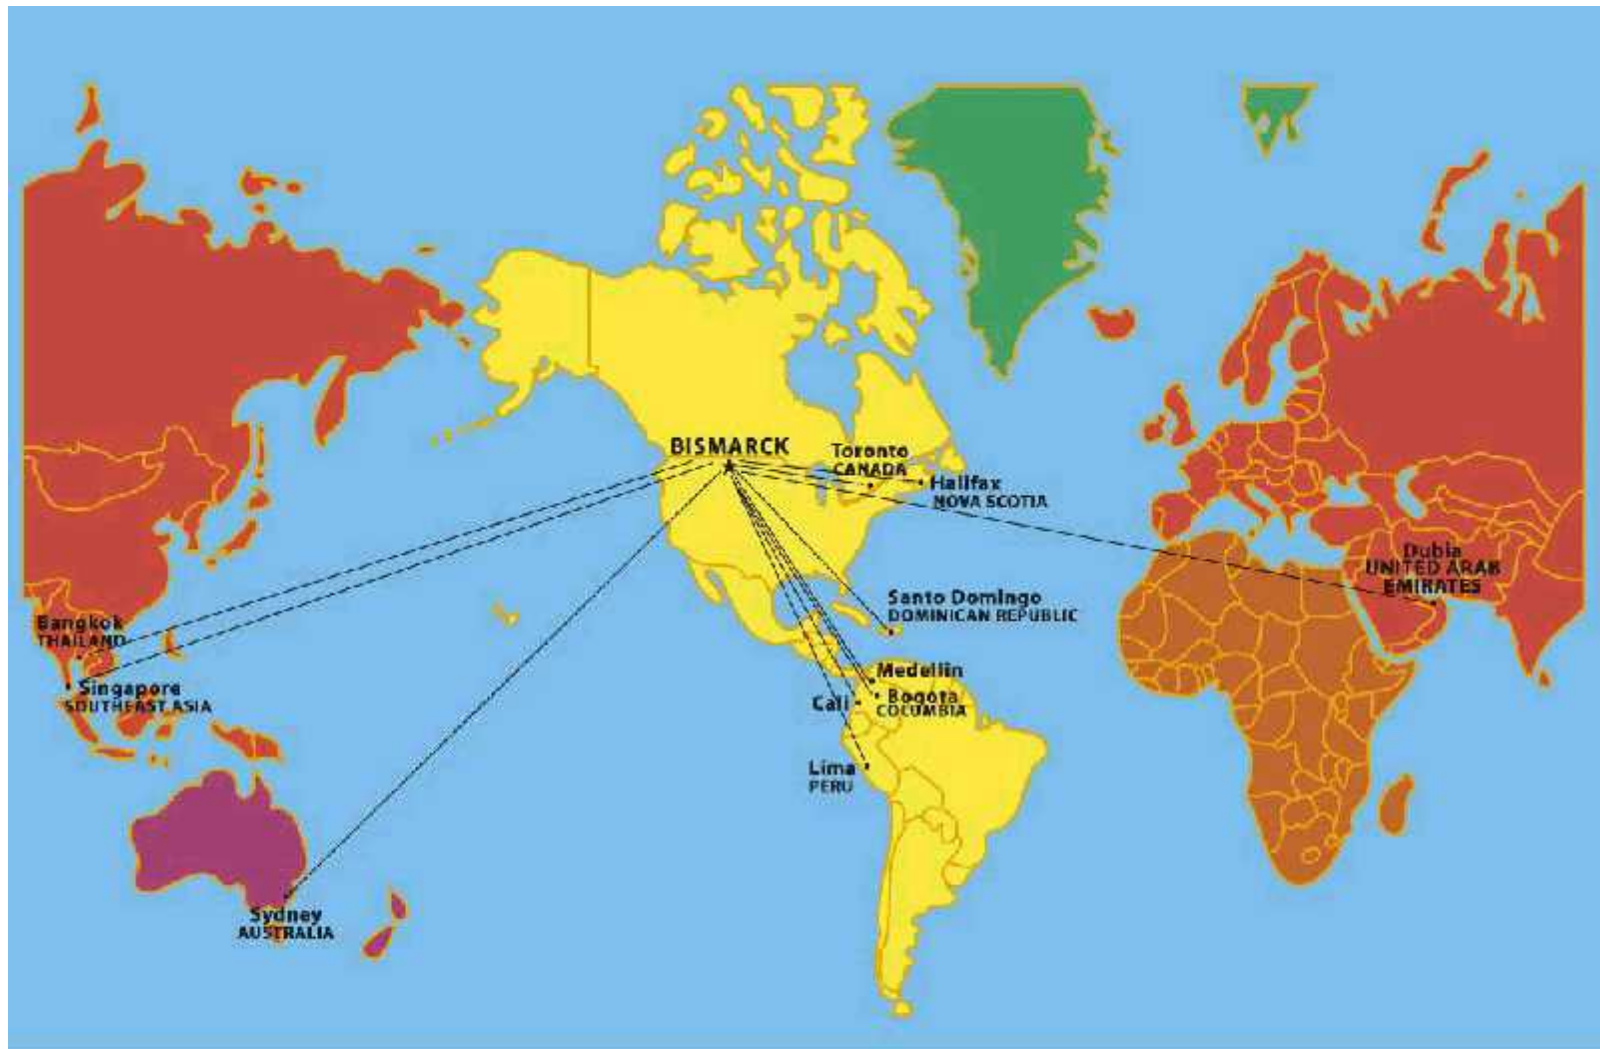 BISMARCK
Toronto
CANADA
Halifax
NOVA SCOTIA
Dubia
UNITED ARAB
EMIRATES
Santo Domingo
DOMINICAN REPUBLIC
Bangkok
THAILAND
Singapore
SOUTHEAST ASIA
Medellin
Bogota
COLUMBIA
Cali
Lima
PERU
Sydney
AUSTRALIA